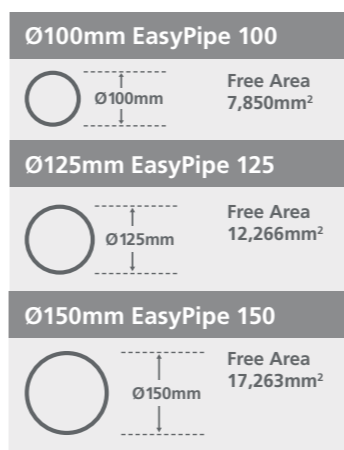 Ø100mm EasyPipe 100
Free Area
Ø100mm
7,850mm²
Ø125mm EasyPipe 125
Free Area
12,266mm²
Ø125mm
Ø150mm EasyPipe 150
Free Area
17,263mm²
Ø150mm